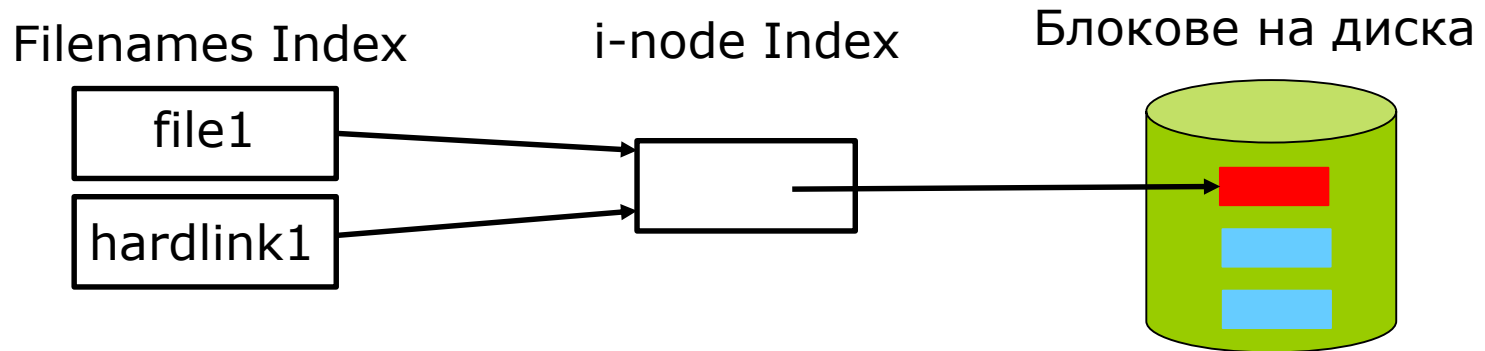 Filenames Index
i-node Index
Блокове на диска
file1
hardlink1